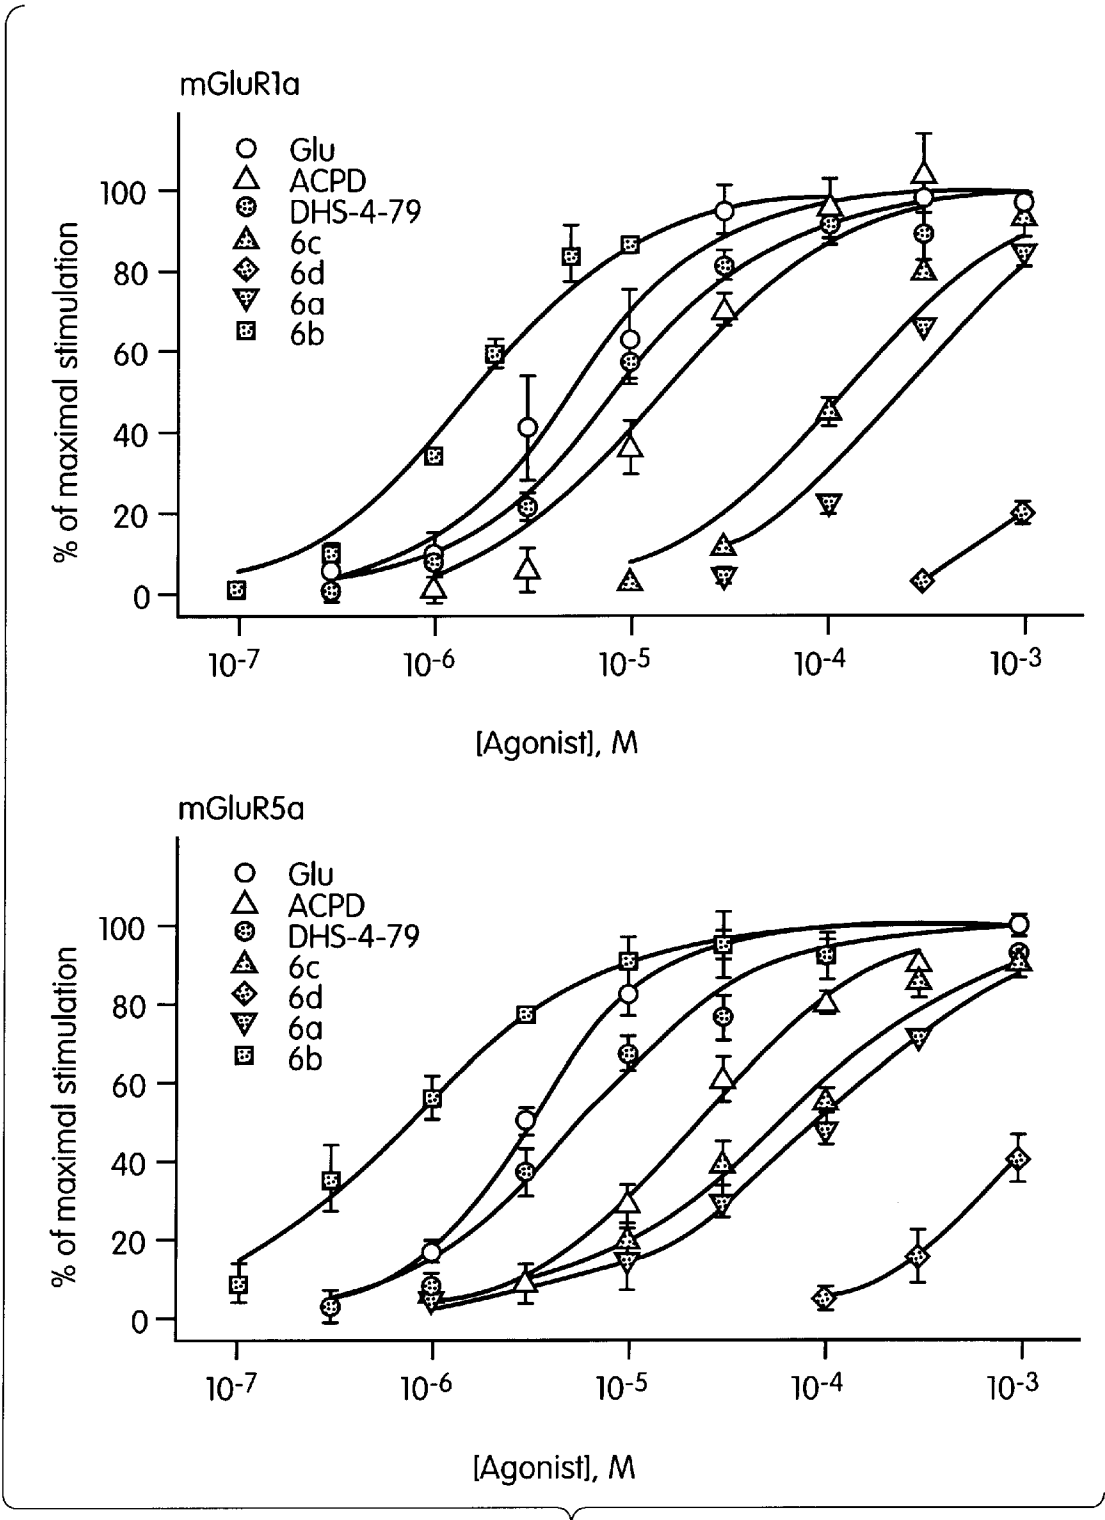 mGluR1a
Glu
ACPD
DHS-4-79
6c
6d
6a
6b
100
80
60
40
20
0
% of maximal stimulation
10-7 10-6 10-5 10-4 10-3
[Agonist], M
mGluR5a
Glu
ACPD
DHS-4-79
6c
6d
6a
6b
100
80
60
40
20
0
% of maximal stimulation
10-7 10-6 10-5 10-4 10-3
[Agonist], M